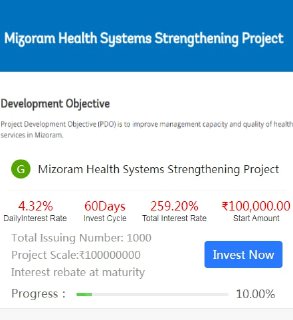 Mizoram Health Systems Strengthening Project
Development Objective
Project Development Objective (PDO) is to improve management capacity and quality of health
services in Mizoram.
G Mizoram Health Systems Strengthening Project
4.32% 60Days 259.20% ₹100,000.00
DailyInterest Rate Invest Cycle Total Interest Rate Start Amount
Total Issuing Number: 1000
Project Scale:₹100000000
Invest Now
Interest rebate at maturity
Progress : 10.00%